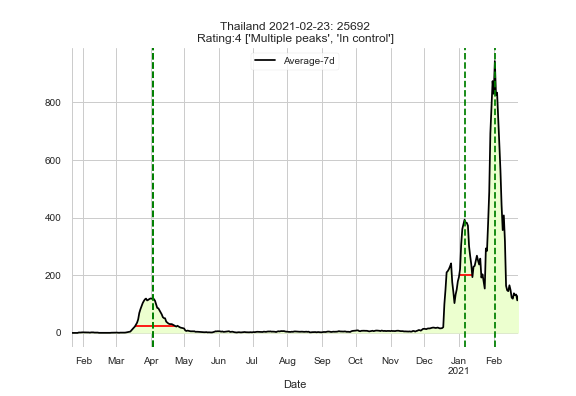 Thailand 2021-02-23: 25692
Rating:4 ['Multiple peaks', 'In control']
Average-7d
800
600
400
200
0
Feb Mar Apr May Jun Jul Aug Sep Oct Nov Dec Jan Feb
2021
Date